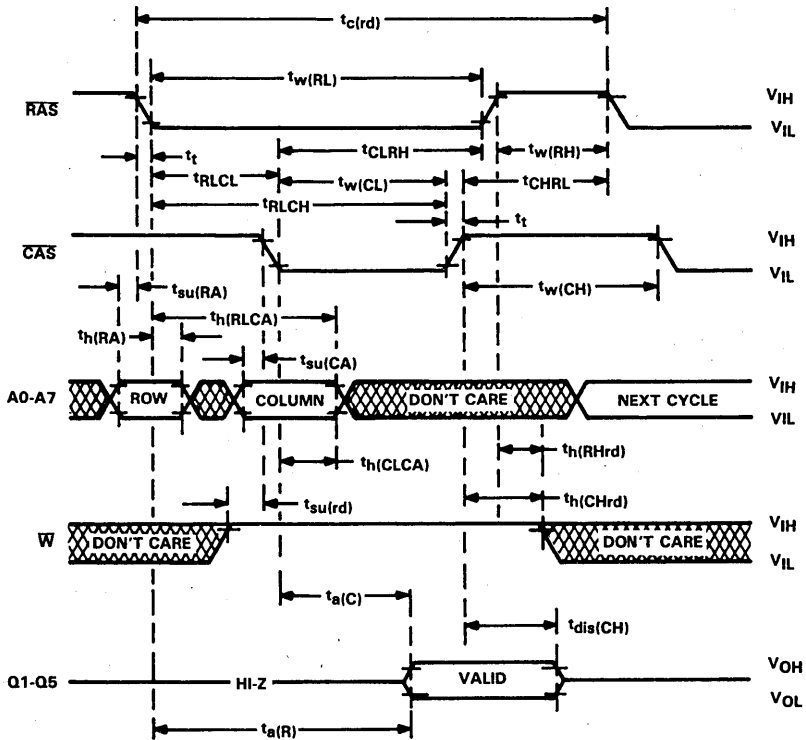 tc(rd)
tw(RL)
RAS
VIH
VIL
tCLRH
tw(RH)
tt
tRLCL
tw(CL)
tCHRL
tRLCH
tt
CAS
VIH
VIL
tsu(RA)
tw(CH)
th(RA)
th(RLCA)
tsu(CA)
A0-A7
ROW
COLUMN
DON'T CARE
NEXT CYCLE
VIH
VIL
th(RHrd)
th(CLCA)
tsu(rd)
th(CHrd)
W
DON'T CARE
DON'T CARE
VIH
VIL
ta(C)
tdis(CH)
Q1-Q5
HI-Z
VALID
VOH
VOL
ta(R)